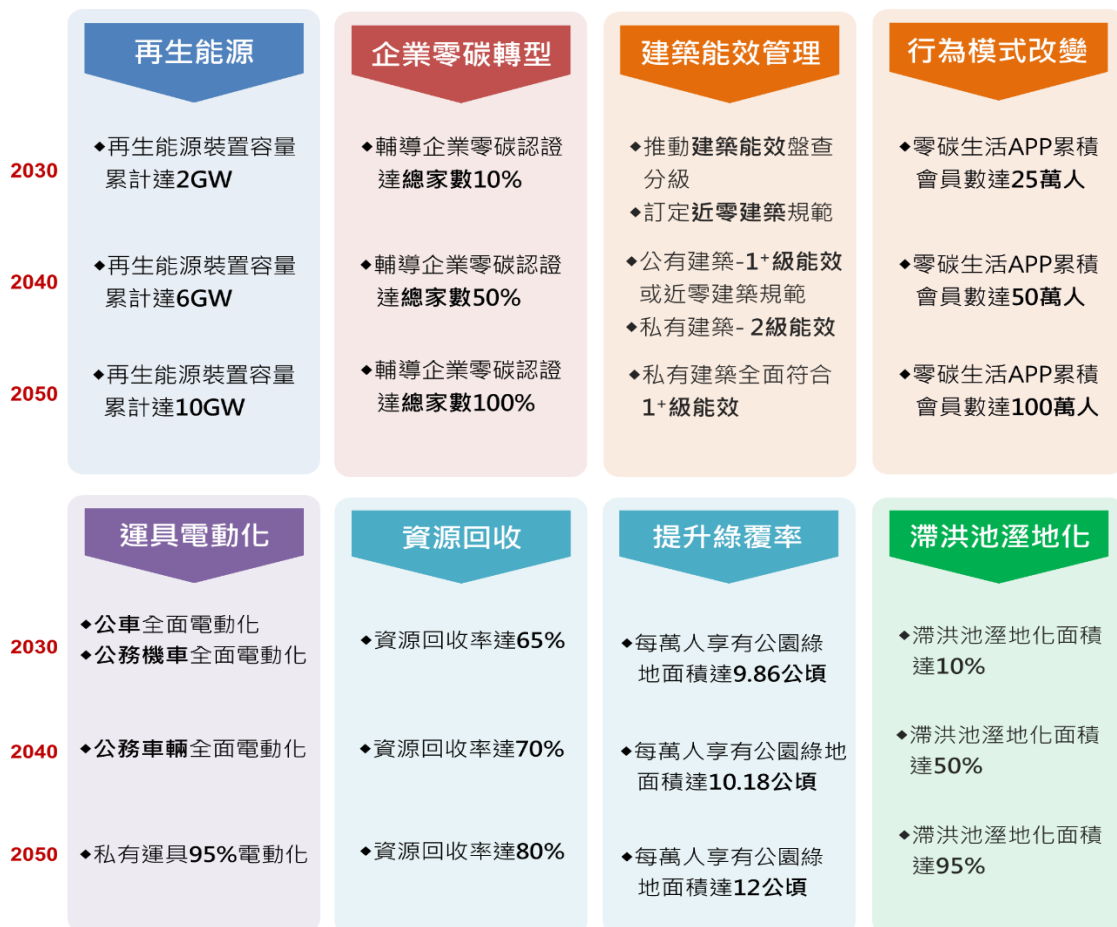 再生能源
企業零碳轉型
建築能效管理
行為模式改變
2030
◆再生能源裝置容量
累計達2GW
◆輔導企業零碳認證
達總家數10%
◆推動建築能效盤查
分級
◆訂定近零建築規範
◆零碳生活APP累積
會員數達25萬人
2040
◆再生能源裝置容量
累計達6GW
◆輔導企業零碳認證
達總家數50%
◆公有建築-1⁺級能效
或近零建築規範
◆私有建築- 2級能效
◆零碳生活APP累積
會員數達50萬人
2050
◆再生能源裝置容量
累計達10GW
◆輔導企業零碳認證
達總家數100%
◆私有建築全面符合
1⁺級能效
◆零碳生活APP累積
會員數達100萬人
運具電動化
資源回收
提升綠覆率
滯洪池溼地化
2030
◆公車全面電動化
◆公務機車全面電動化
◆資源回收率達65%
◆每萬人享有公園綠
地面積達9.86公頃
◆滯洪池溼地化面積
達10%
2040
◆公務車輛全面電動化
◆資源回收率達70%
◆每萬人享有公園綠地
面積達10.18公頃
◆滯洪池溼地化面積
達50%
2050
◆私有運具95%電動化
◆資源回收率達80%
◆每萬人享有公園綠
地面積達12公頃
◆滯洪池溼地化面積
達95%